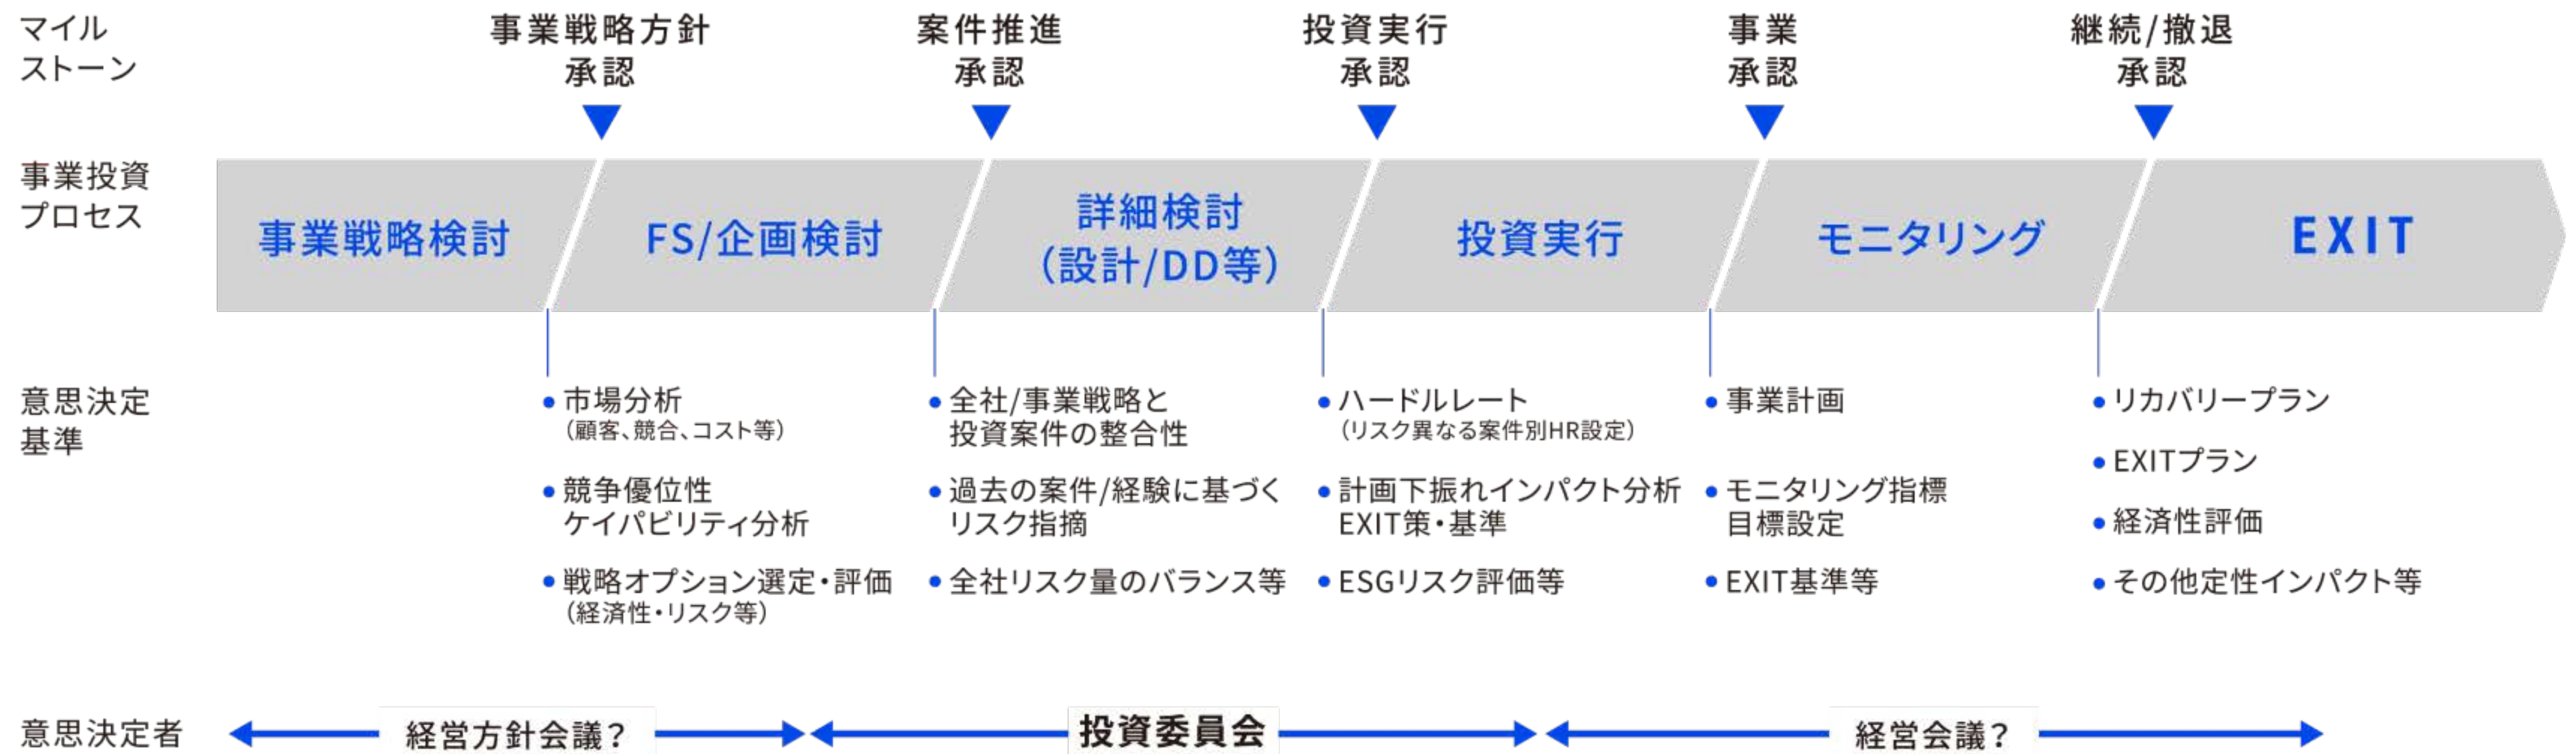 マイル
ストーン
事業戦略方針
承認
案件推進
承認
投資実行
承認
事業
承認
継続/撤退
承認
事業投資
プロセス
事業戦略検討
FS/企画検討
詳細検討
（設計/DD等）
投資実行
モニタリング
EXIT
意思決定
基準
• 市場分析
（顧客、競合、コスト等）
• 競争優位性
ケイパビリティ分析
• 戦略オプション選定・評価
（経済性・リスク等）
• 全社/事業戦略と
投資案件の整合性
• 過去の案件/経験に基づく
リスク指摘
• 全社リスク量のバランス等
• ハードルレート
（リスク異なる案件別HR設定）
• 計画下振れインパクト分析
EXIT策・基準
• ESGリスク評価等
• 事業計画
• モニタリング指標
目標設定
• EXIT基準等
• リカバリープラン
• EXITプラン
• 経済性評価
• その他定性インパクト等
意思決定者
経営方針会議？
投資委員会
経営会議？